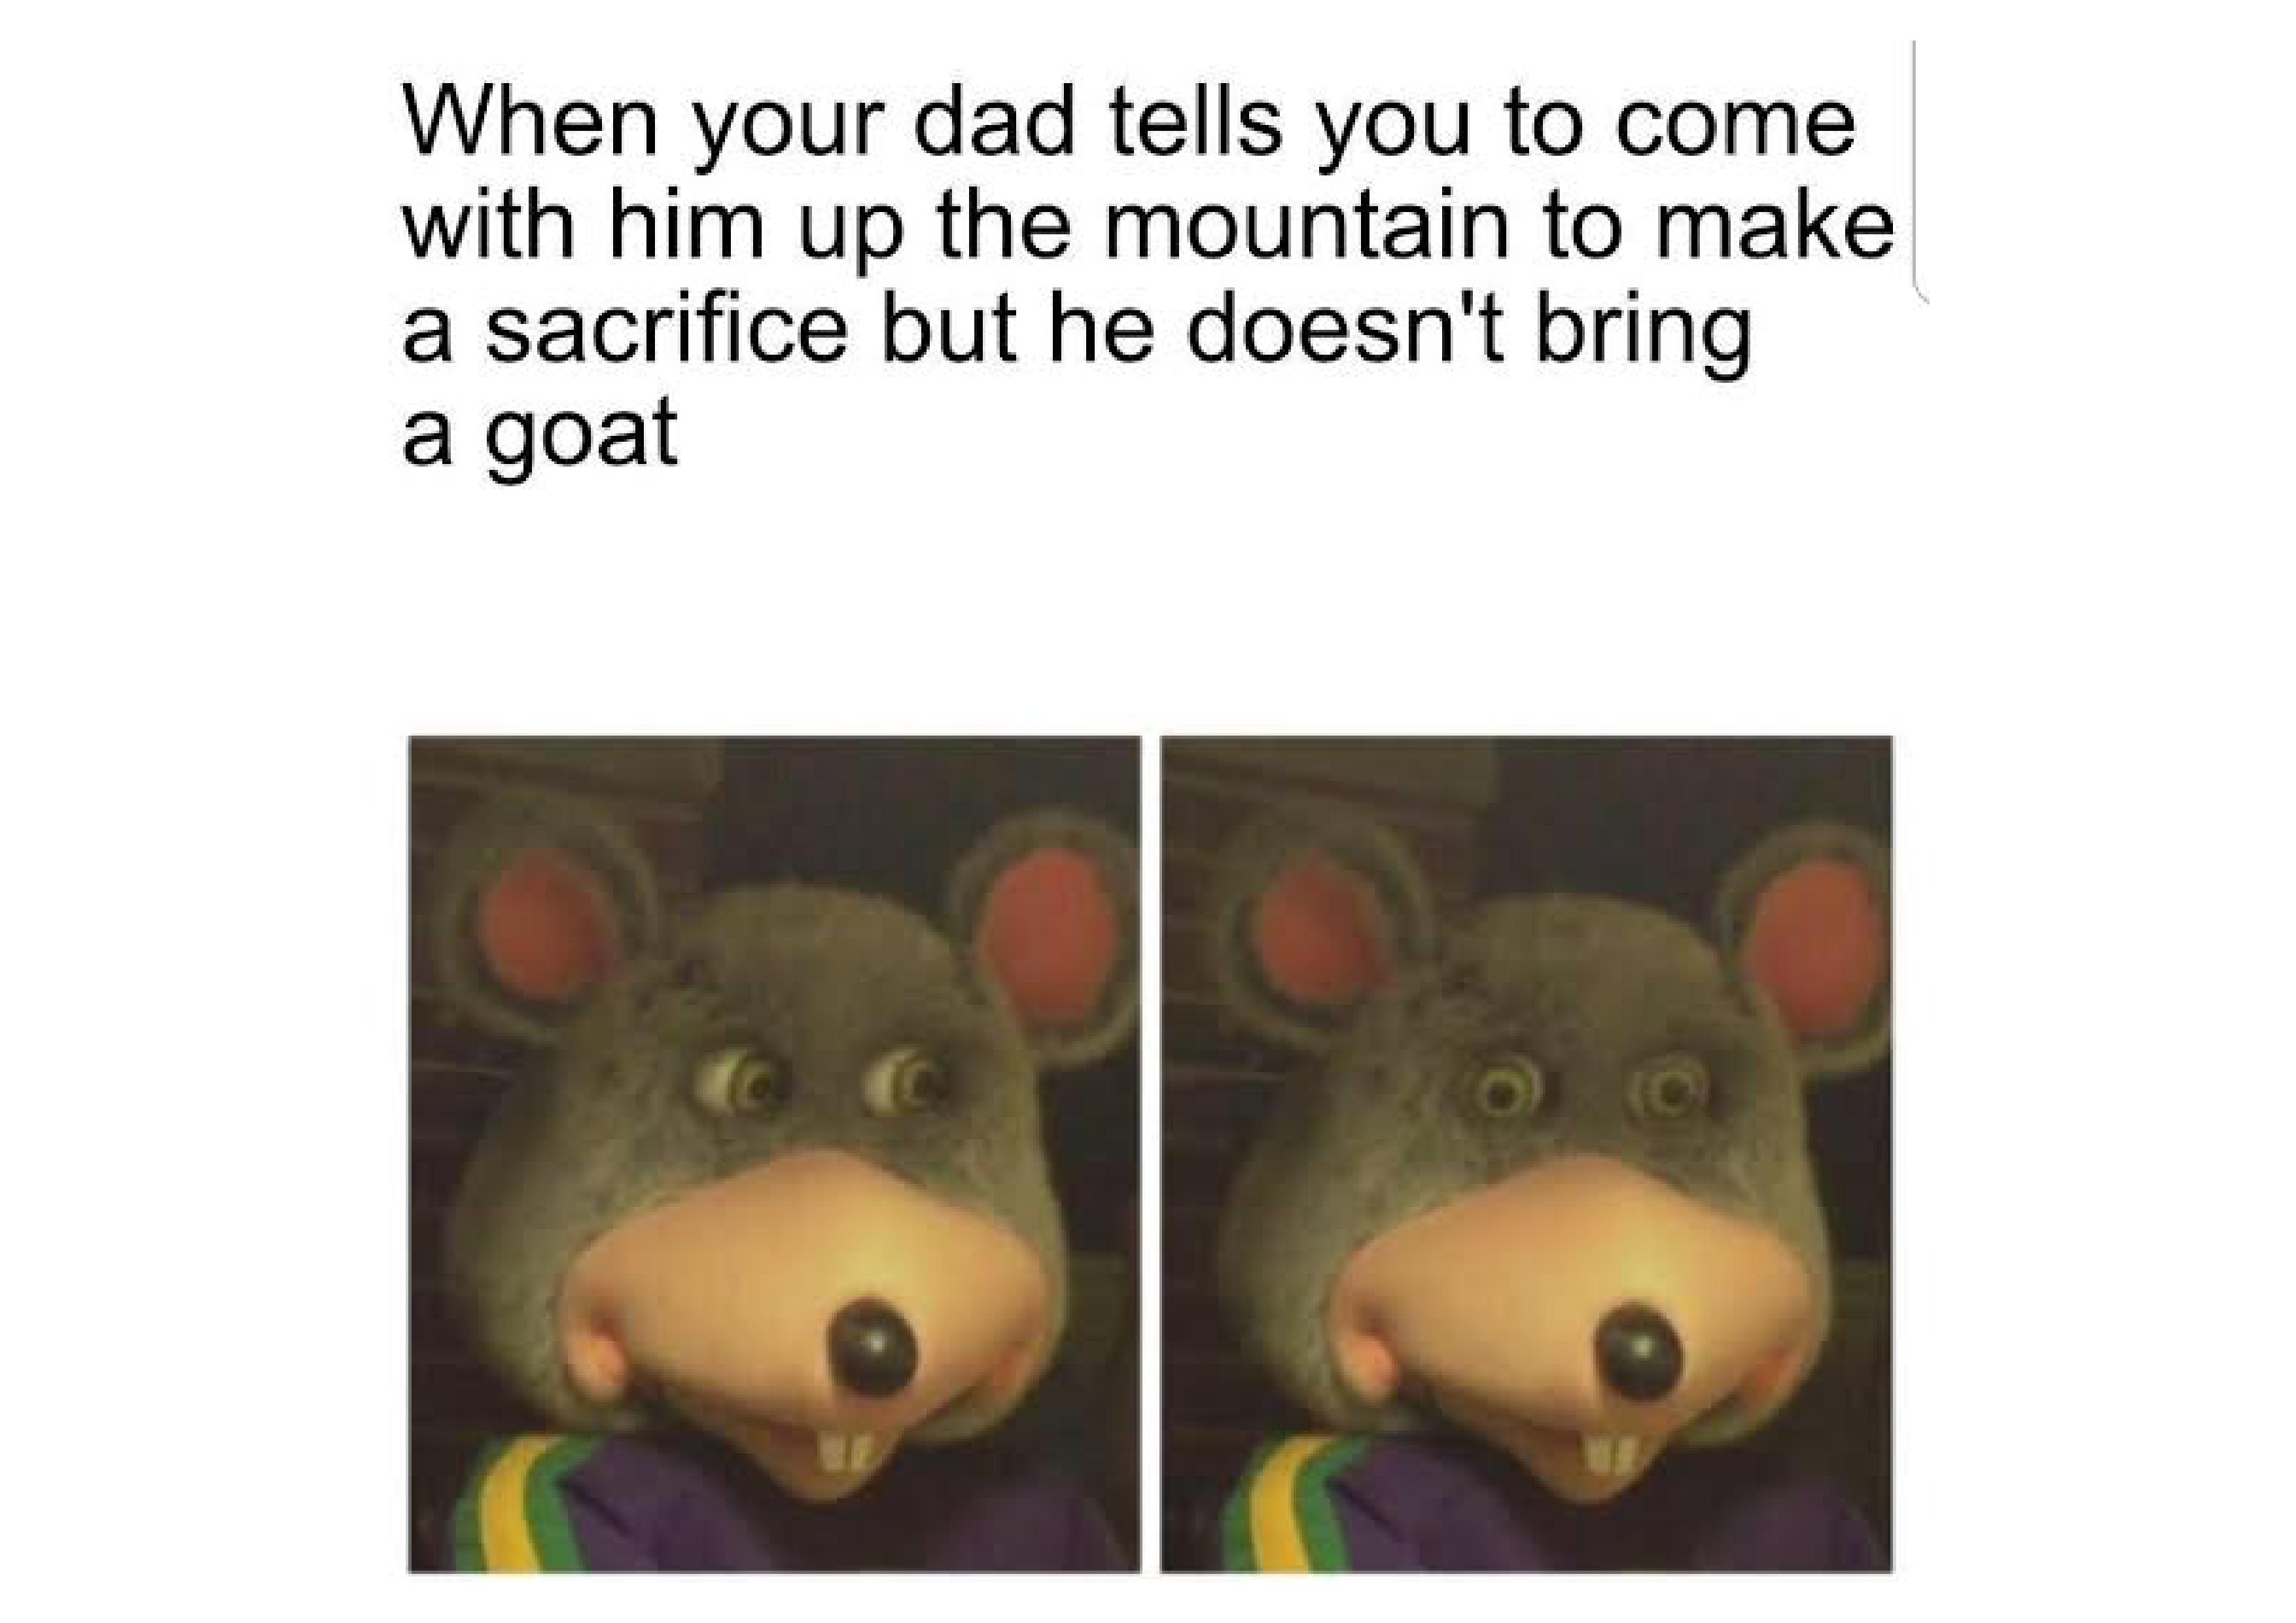 When your dad tells you to come
with him up the mountain to make
a sacrifice but he doesn't bring
a goat